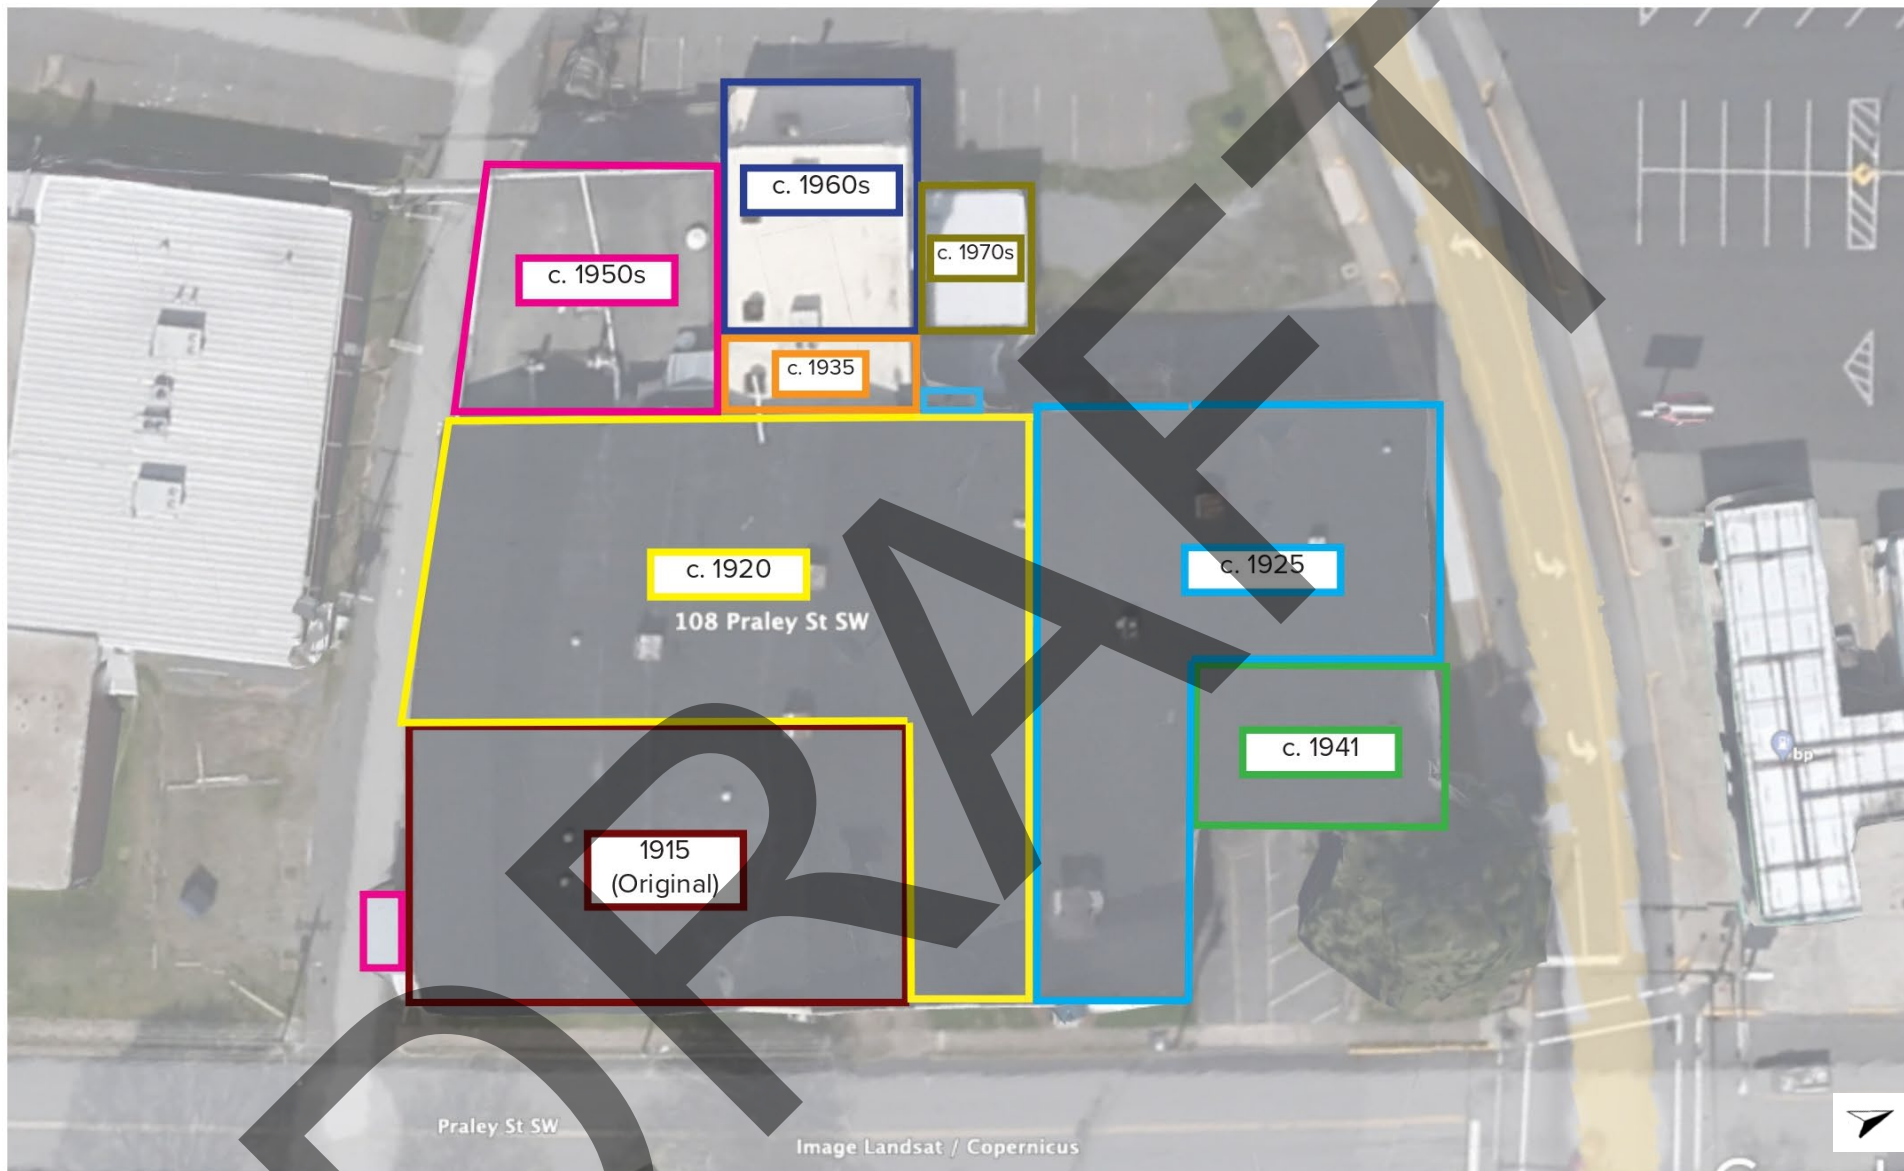 c. 1960s
c. 1970s
c. 1950s
c. 1935
c. 1920
c. 1925
108 Praley St SW
c. 1941
bp
1915
(Original)
DRAFT
Praley St SW
Image Landsat / Copernicus